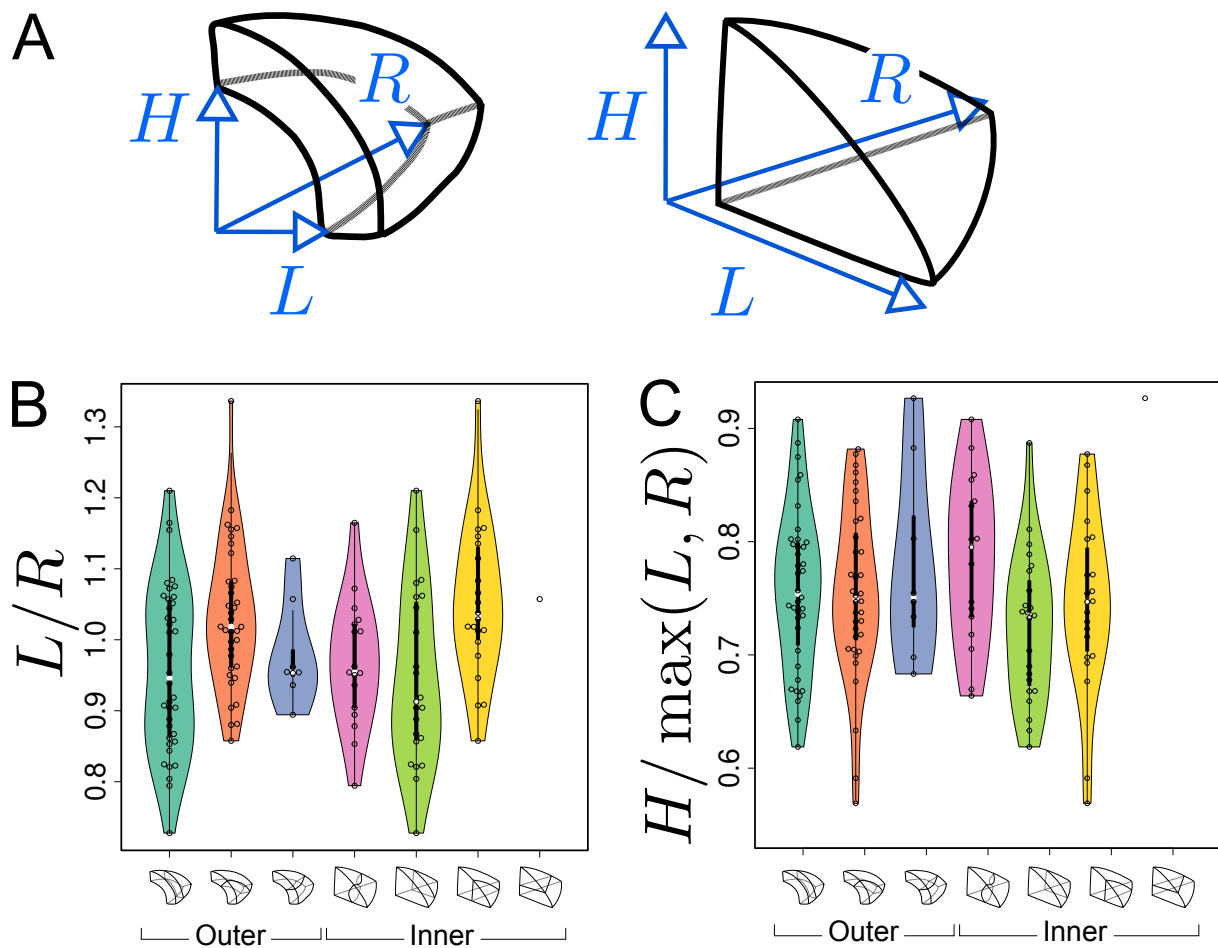 A
H
R
L
H
R
L
B
L/R
0.8 0.9 1.0 1.1 1.2 1.3
Outer
Inner
C
H/max(L, R)
0.6 0.7 0.8 0.9
Outer
Inner